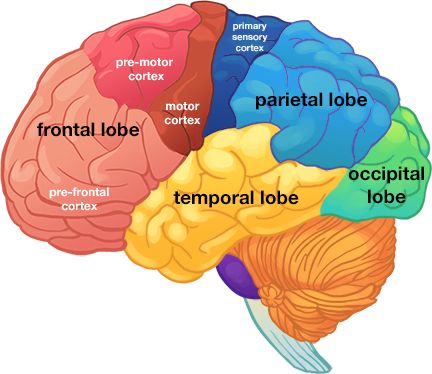 primary
sensory
cortex
pre-motor
cortex
motor
cortex
parietal lobe
frontal lobe
occipital
lobe
pre-frontal
cortex
temporal lobe